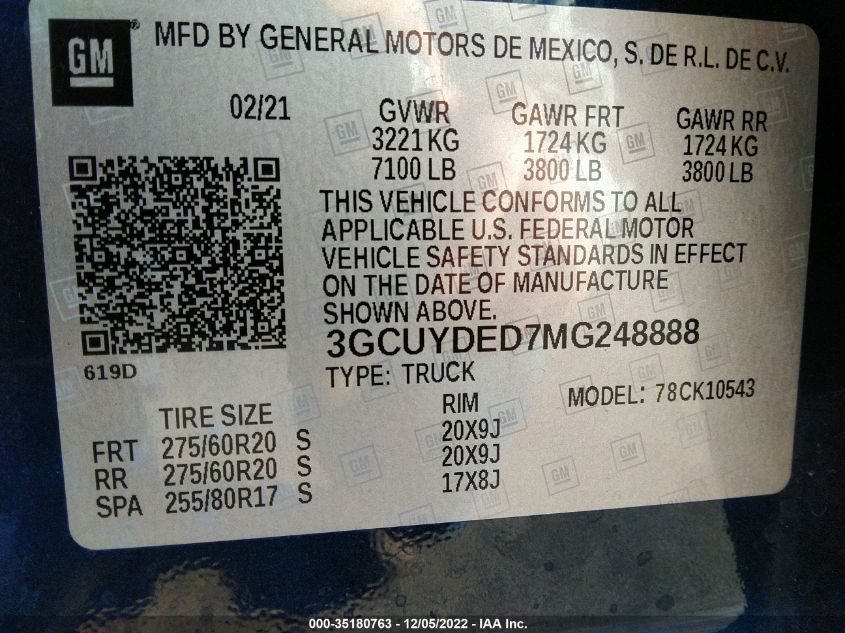 GM
MFD BY GENERAL MOTORS DE MEXICO, S. DE R.L. DE C.V.
02/21
GVWR GAWR FRT GAWR RR
3221 KG 1724 KG 1724 KG
7100 LB 3800 LB 3800 LB
THIS VEHICLE CONFORMS TO ALL
APPLICABLE U.S. FEDERAL MOTOR
VEHICLE SAFETY STANDARDS IN EFFECT
ON THE DATE OF MANUFACTURE
SHOWN ABOVE.
3GCUYDED7MG248888
619D
TYPE: TRUCK
MODEL: 78CK10543
TIRE SIZE RIM
FRT 275/60R20 S 20X9J
RR 275/60R20 S 20X9J
SPA 255/80R17 S 17X8J
000-35180763 - 12/05/2022 - IAA Inc.